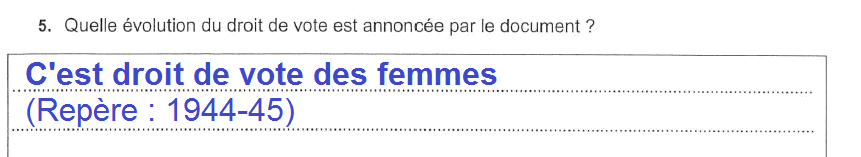 5. Quelle évolution du droit de vote est annoncée par le document ?
C'est droit de vote des femmes
(Repère : 1944-45)